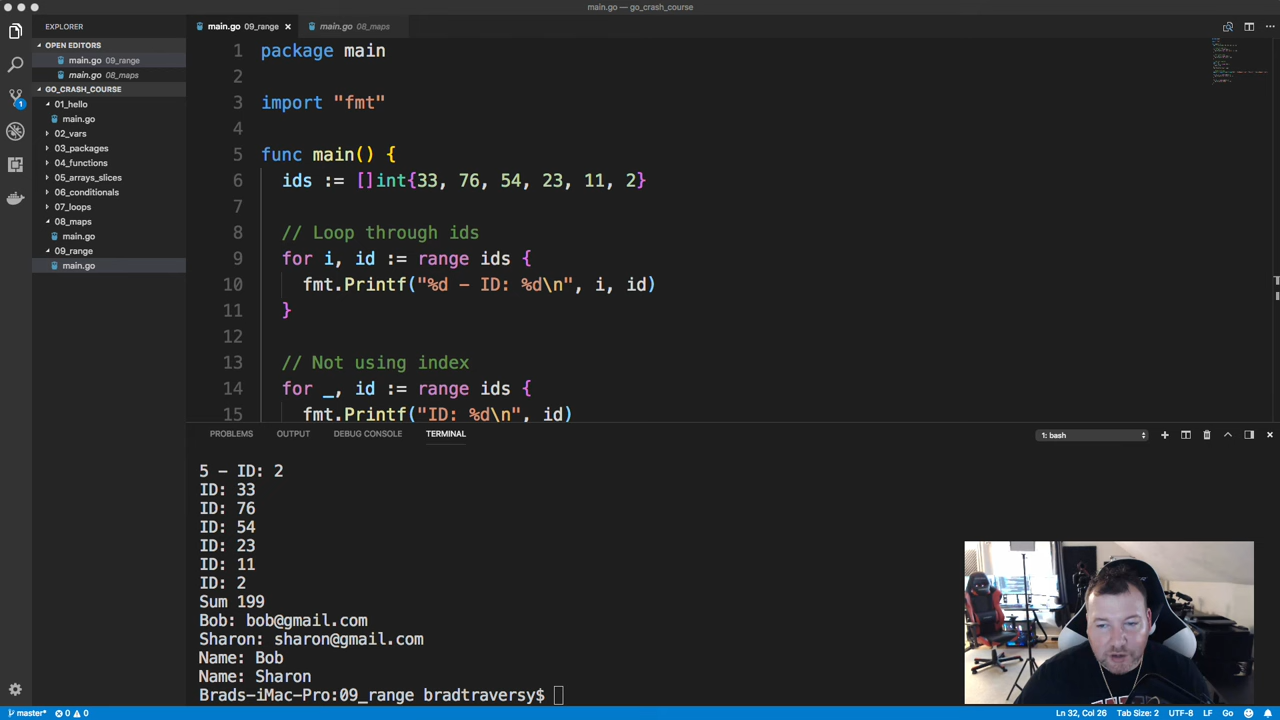 main.go — go_crash_course
EXPLORER
OPEN EDITORS
main.go 09_range
main.go 08_maps
GO_CRASH_COURSE
01_hello
main.go
02_vars
03_packages
04_functions
05_arrays_slices
06_conditionals
07_loops
08_maps
main.go
09_range
main.go
1
main.go 09_range
main.go 08_maps
1 package main
2
3 import "fmt"
4
5 func main() {
6 ids := []int{33, 76, 54, 23, 11, 2}
7
8 // Loop through ids
9 for i, id := range ids {
10 fmt.Printf("%d - ID: %d\n", i, id)
11 }
12
13 // Not using index
14 for _, id := range ids {
15 fmt.Printf("ID: %d\n", id)
PROBLEMS OUTPUT DEBUG CONSOLE TERMINAL 1: bash
5 - ID: 2
ID: 33
ID: 76
ID: 54
ID: 23
ID: 11
ID: 2
Sum 199
Bob: bob@gmail.com
Sharon: sharon@gmail.com
Name: Bob
Name: Sharon
Brads-iMac-Pro:09_range bradtraversy$
master* 0 0 Ln 32, Col 26 Tab Size: 2 UTF-8 LF Go